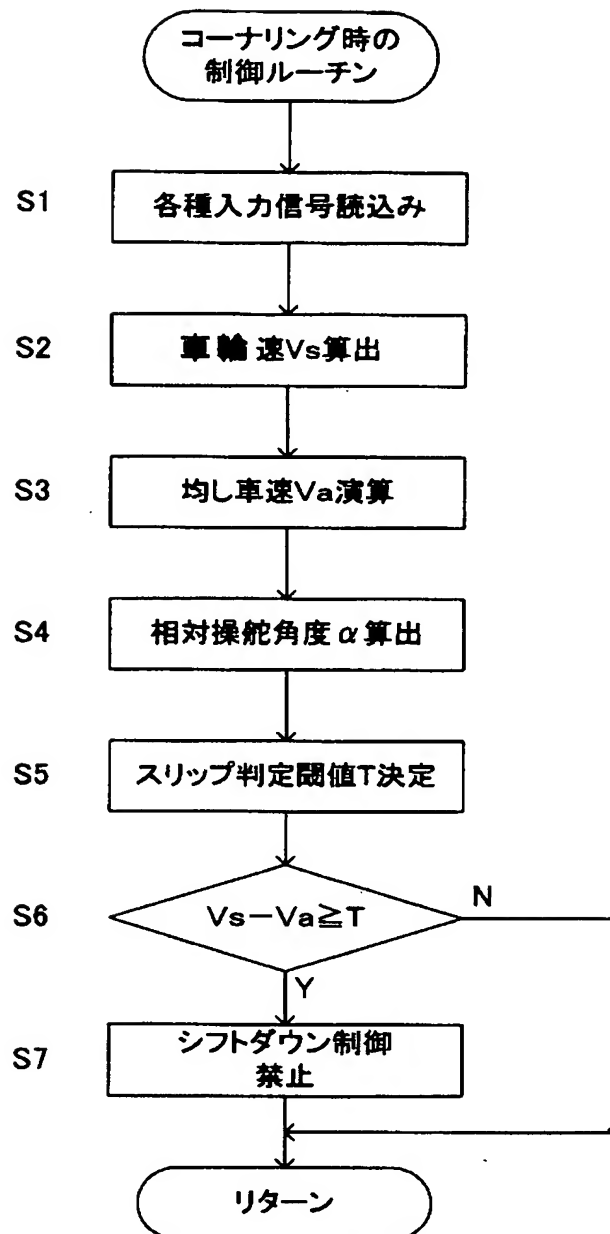 コーナリング時の
制御ルーチン
S1
各種入力信号読込み
S2
車輪速Vs算出
S3
均し車速Va演算
S4
相対操舵角度α算出
S5
スリップ判定閾値T決定
S6
Vs-Va≧T
N
Y
S7
シフトダウン制御
禁止
リターン